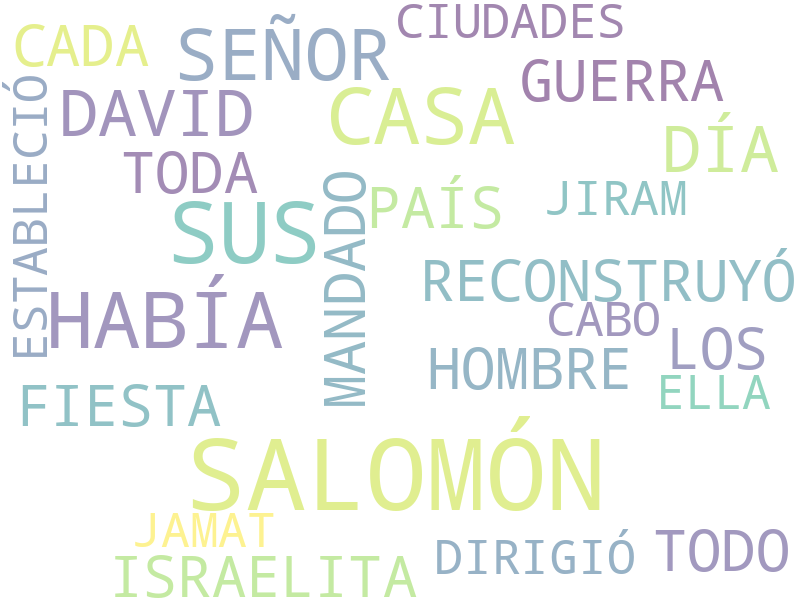 CIUDADES
CADA
SEÑOR
GUERRA
DAVID
CASA
ESTABLECIÓ
DÍA
TODA
SUS
MANDADO
PAÍS
JIRAM
RECONSTRUYÓ
HABÍA
CABO
LOS
HOMBRE
FIESTA
ELLA
SALOMÓN
JAMAT
ISRAELITA
DIRIGIÓ
TODO